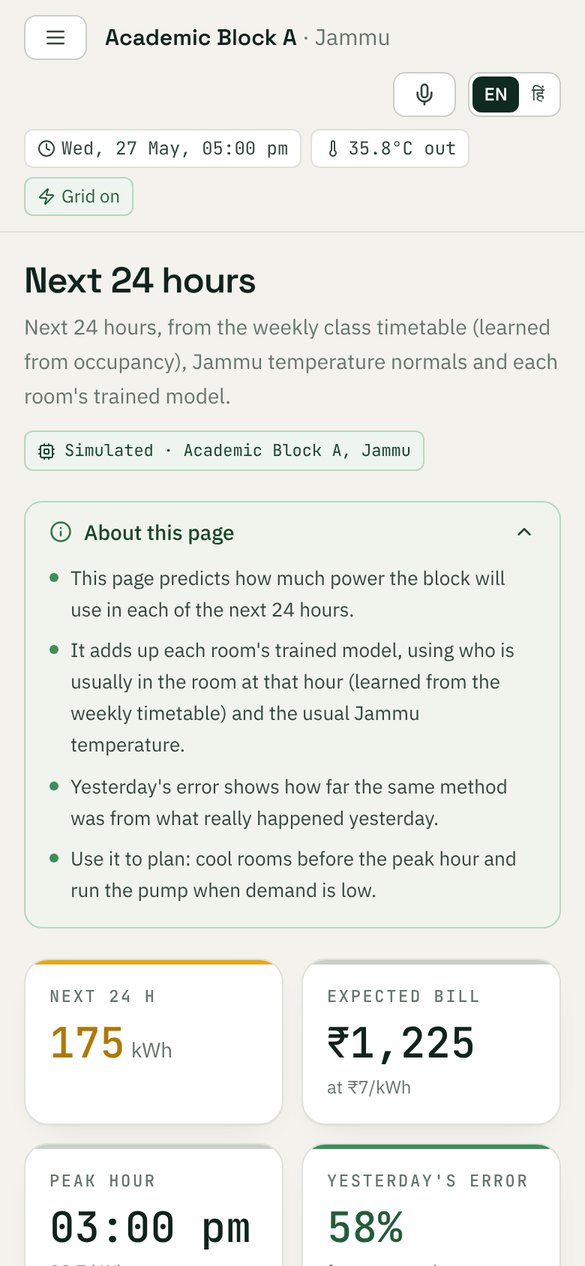 Academic Block A · Jammu
EN हिं
Wed, 27 May, 05:00 pm 35.8°C out
Grid on
Next 24 hours
Next 24 hours, from the weekly class timetable (learned
from occupancy), Jammu temperature normals and each
room's trained model.
Simulated · Academic Block A, Jammu
About this page
This page predicts how much power the block will
use in each of the next 24 hours.
It adds up each room's trained model, using who is
usually in the room at that hour (learned from the
weekly timetable) and the usual Jammu
temperature.
Yesterday's error shows how far the same method
was from what really happened yesterday.
Use it to plan: cool rooms before the peak hour and
run the pump when demand is low.
NEXT 24 H
175 kWh
EXPECTED BILL
₹1,225
at ₹7/kWh
PEAK HOUR
03:00 pm
YESTERDAY'S ERROR
58%